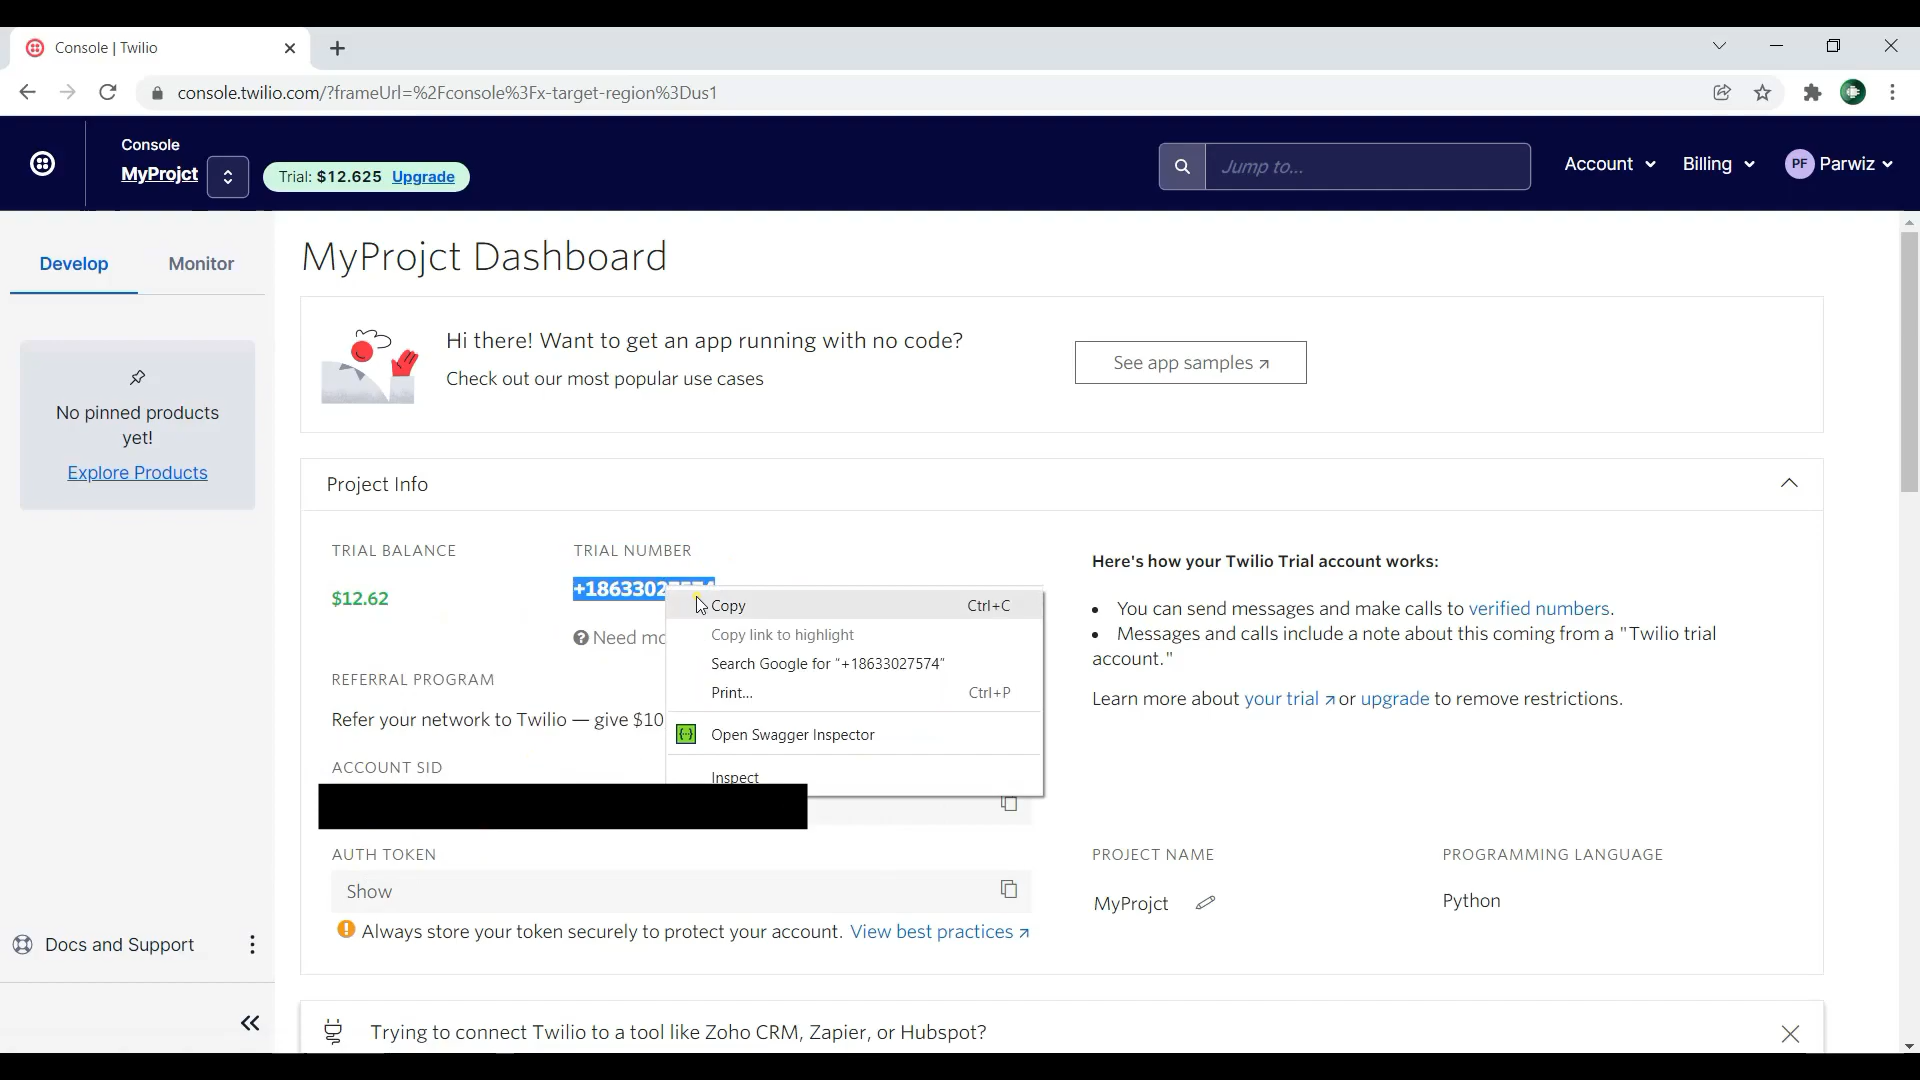 Console | Twilio
console.twilio.com/?frameUrl=%2Fconsole%3Fx-target-region%3Dus1
Console
MyProjct
Trial: $12.625 Upgrade
Jump to...
Account
Billing
PF Parwiz
Develop
Monitor
MyProjct Dashboard
No pinned products
yet!
Explore Products
Hi there! Want to get an app running with no code?
Check out our most popular use cases
See app samples
Project Info
TRIAL BALANCE
$12.62
TRIAL NUMBER
+18633027574
Need
Copy Ctrl+C
Copy link to highlight
Search Google for “+18633027574”
Print... Ctrl+P
Open Swagger Inspector
Inspect
REFERRAL PROGRAM
Refer your network to Twilio — give $10
ACCOUNT SID
AUTH TOKEN
Show
Always store your token securely to protect your account. View best practices
Here's how your Twilio Trial account works:
• You can send messages and make calls to verified numbers.
• Messages and calls include a note about this coming from a "Twilio trial
account."
Learn more about your trial or upgrade to remove restrictions.
PROJECT NAME
MyProjct
PROGRAMMING LANGUAGE
Python
Docs and Support
Trying to connect Twilio to a tool like Zoho CRM, Zapier, or Hubspot?